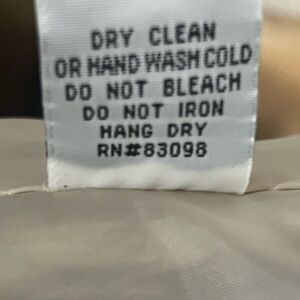 DRY CLEAN
OR HAND WASH COLD
DO NOT BLEACH
DO NOT IRON
HANG DRY
RN#83098